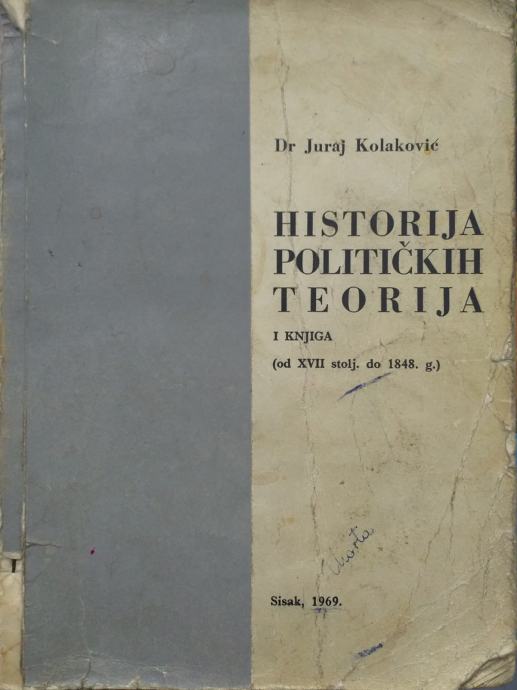 Dr Juraj Kolaković
HISTORIJA
POLITIČKIH
TEORIJA
I KNJIGA
(od XVII stolj. do 1848. g.)
Sisak, 1969.